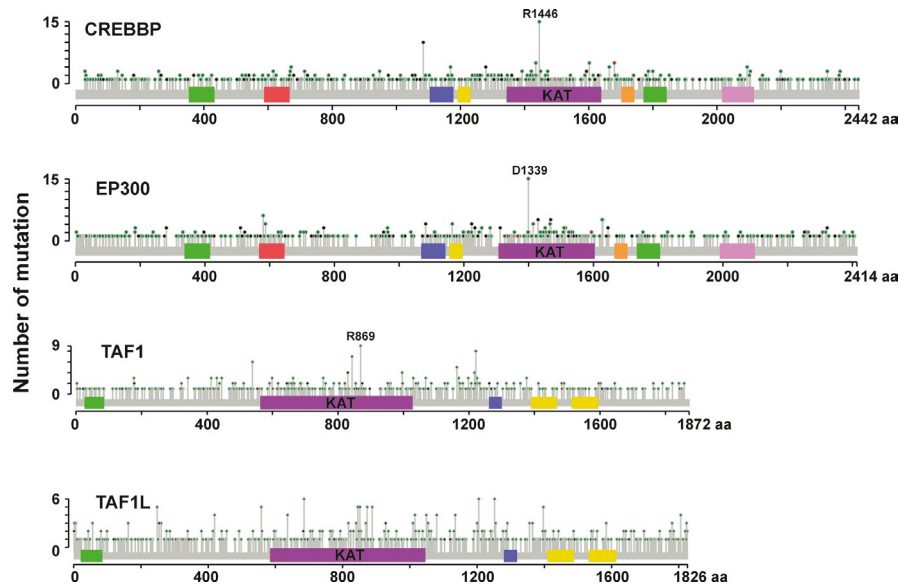 Number of mutation
R1446
15
CREBBP
0
KAT
0 400 800 1200 1600 2000 2442 aa
D1339
15
EP300
0
KAT
0 400 800 1200 1600 2000 2414 aa
R869
9
TAF1
0
KAT
0 400 800 1200 1600 1872 aa
6
TAF1L
0
KAT
0 200 400 600 800 1200 1600 1826 aa